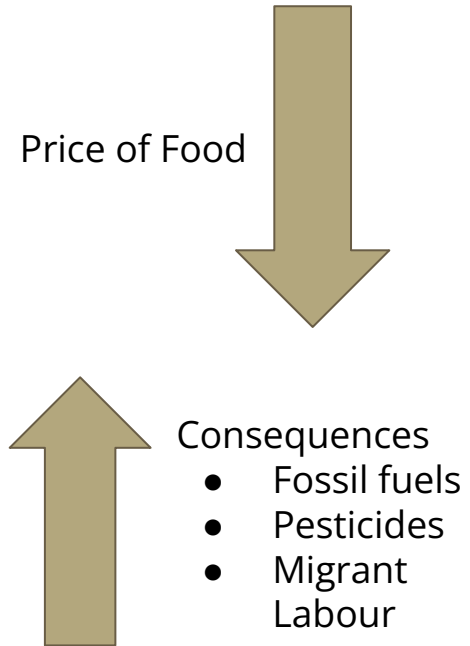 Price of Food
Consequences
● Fossil fuels
● Pesticides
● Migrant
Labour